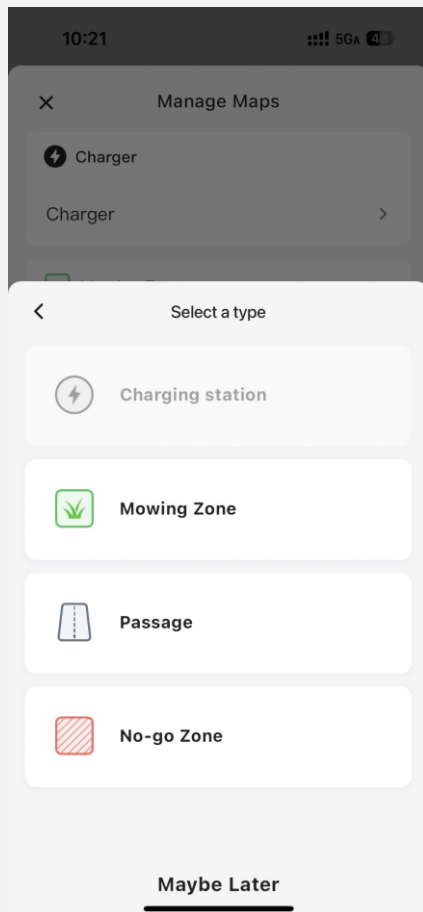 10:21
5GA 48
Manage Maps
Charger
Charger
Select a type
Charging station
Mowing Zone
Passage
No-go Zone
Maybe Later